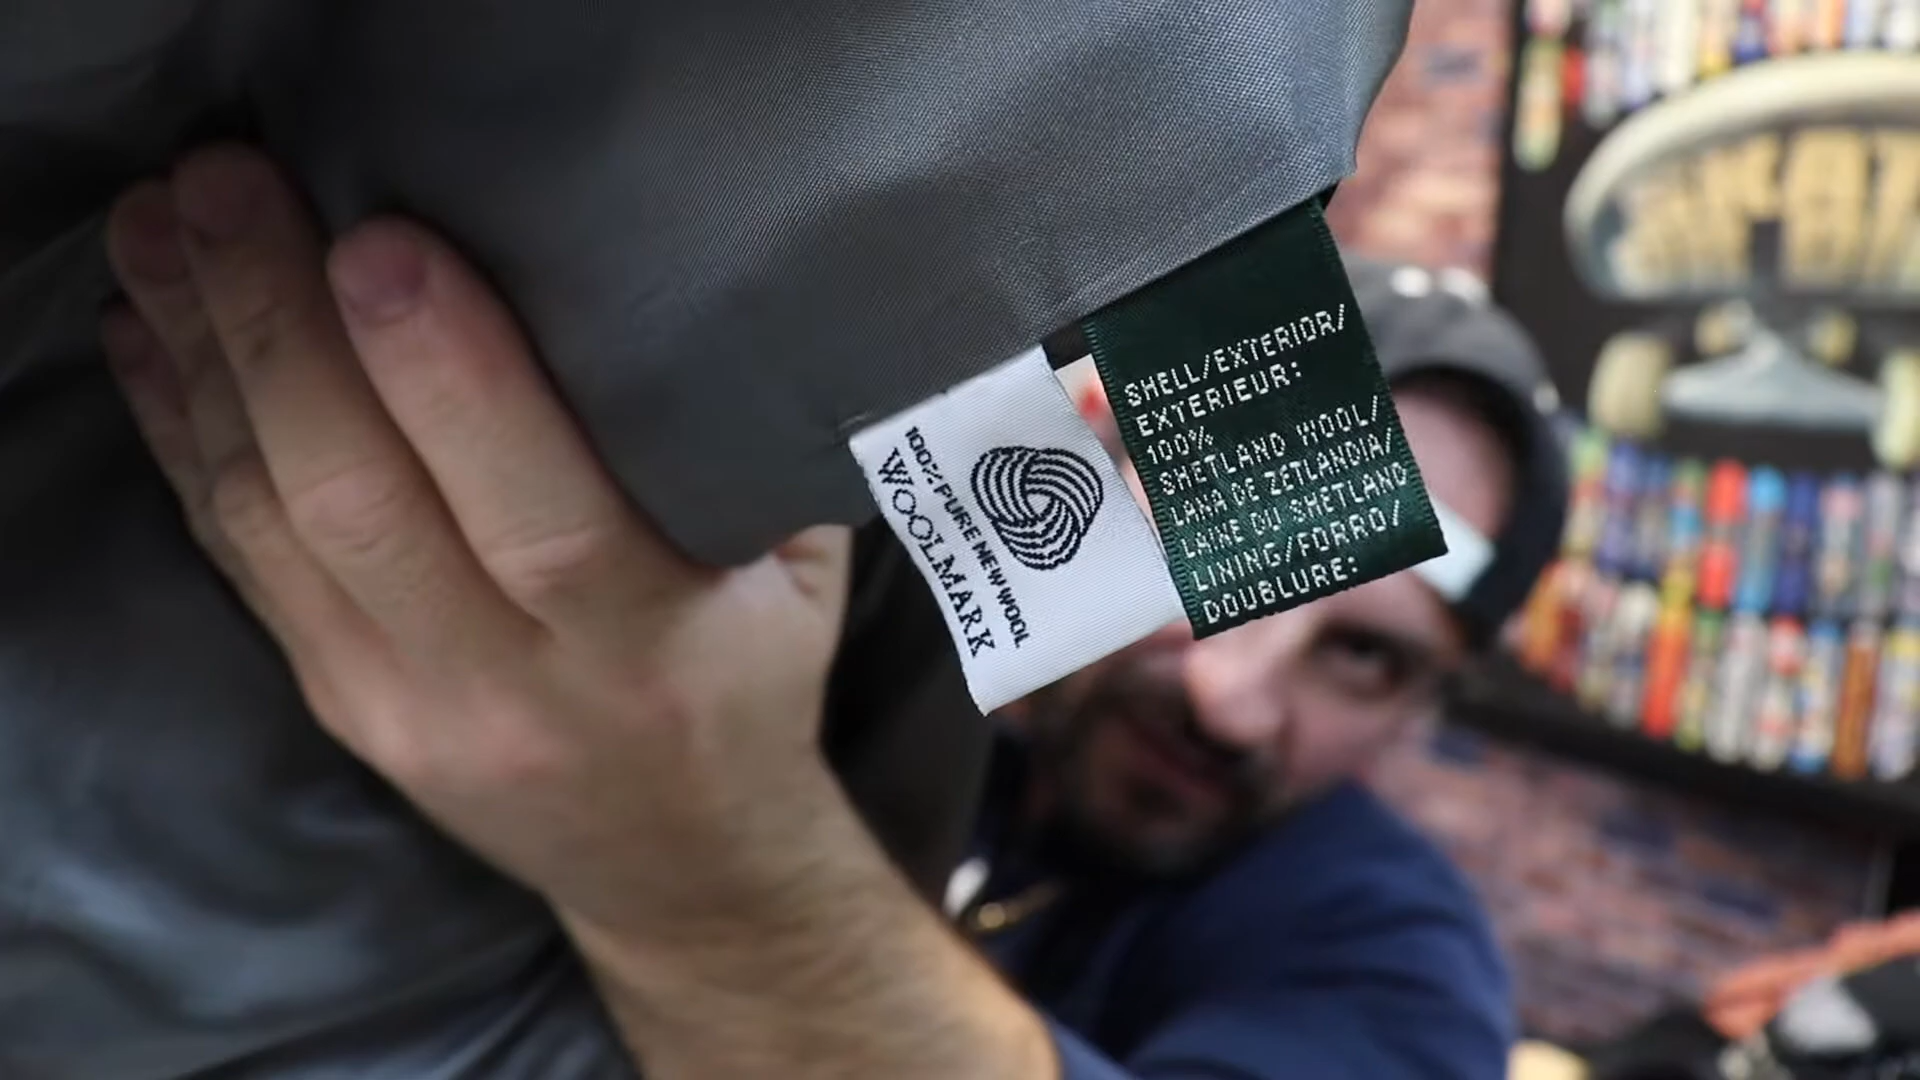 100% PURE NEW WOOL
WOOLMARK
SHELL/EXTERIOR/
EXTERIEUR:
100%
SHETLAND WOOL/
LANA DE ZETLANDIA/
LAINE DU SHETLAND
LINING/FORRO/
DOUBLURE: